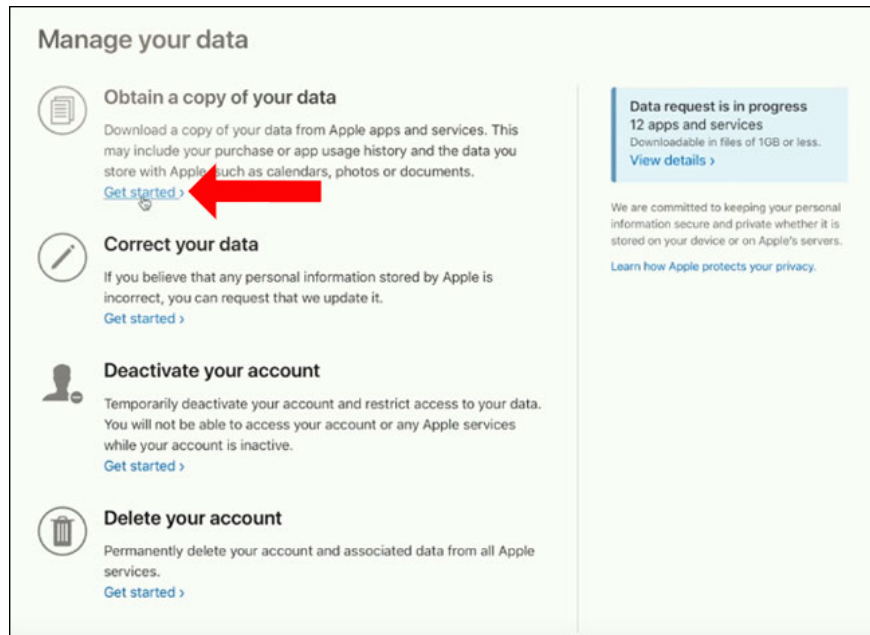 Manage your data
Obtain a copy of your data
Download a copy of your data from Apple apps and services. This
may include your purchase or app usage history and the data you
store with Apple, such as calendars, photos or documents.
Get started ›
Correct your data
If you believe that any personal information stored by Apple is
incorrect, you can request that we update it.
Get started ›
Deactivate your account
Temporarily deactivate your account and restrict access to your data.
You will not be able to access your account or any Apple services
while your account is inactive.
Get started ›
Delete your account
Permanently delete your account and associated data from all Apple
services.
Get started ›
Data request is in progress
12 apps and services
Downloadable in files of 1GB or less.
View details ›
We are committed to keeping your personal
information secure and private whether it is
stored on your device or on Apple's servers.
Learn how Apple protects your privacy.